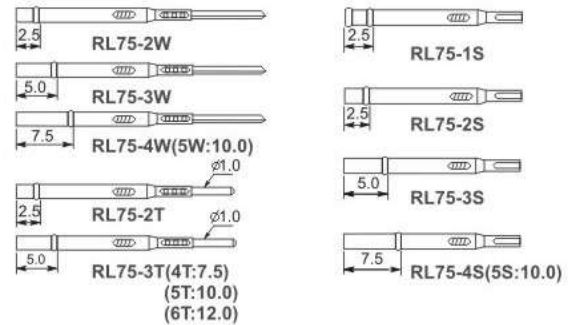 2.5
RL75-2W
5.0
RL75-3W
7.5
RL75-4W(5W:10.0)
ø1.0
2.5
RL75-2T
ø1.0
5.0
RL75-3T(4T:7.5)
(5T:10.0)
(6T:12.0)
2.5
RL75-1S
2.5
RL75-2S
5.0
RL75-3S
7.5
RL75-4S(5S:10.0)